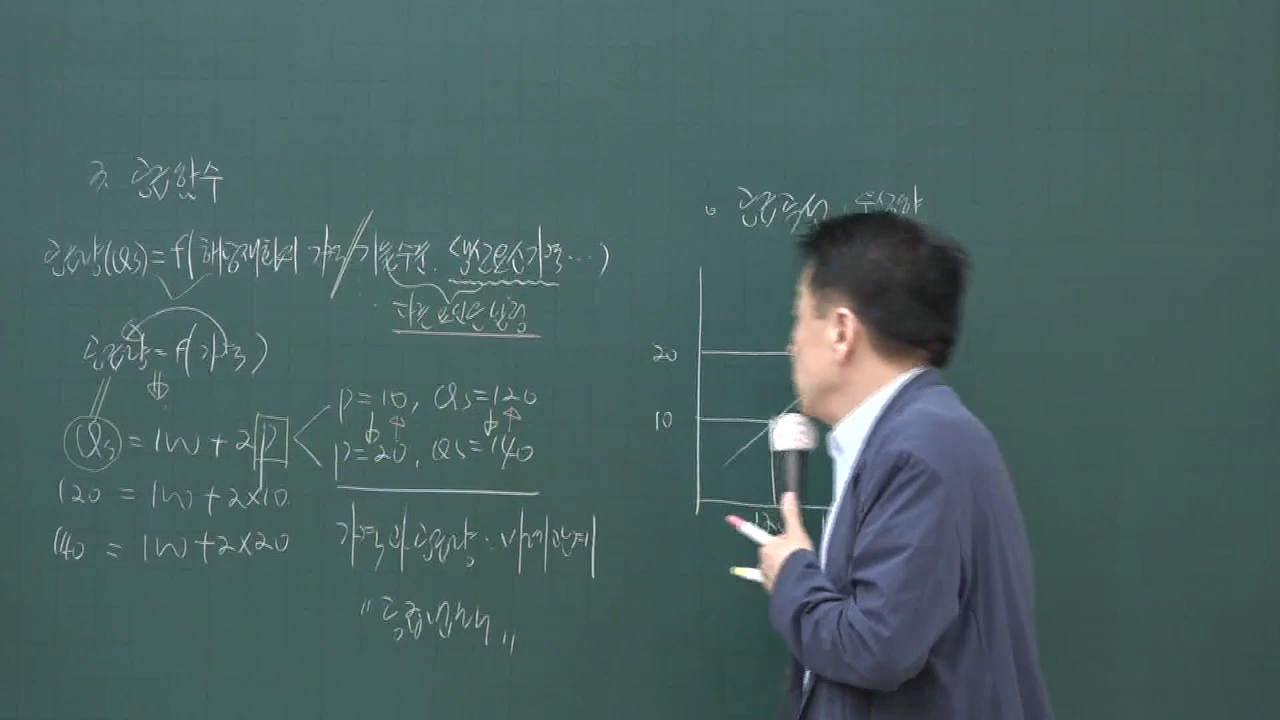 3. 공급함수
공급량(Qs)=f(해당재화의 가격/기술수준, 생산요소가격…)
다른 요인은 일정
공급량=f(가격)
Qs = 100 + 2P
P=10, Qs=120
P=20, Qs=140
120 = 100 + 2×10
140 = 100 + 2×20
가격과 공급량 : 비례관계
"공급법칙"
공급곡선 : 우상향
20
10